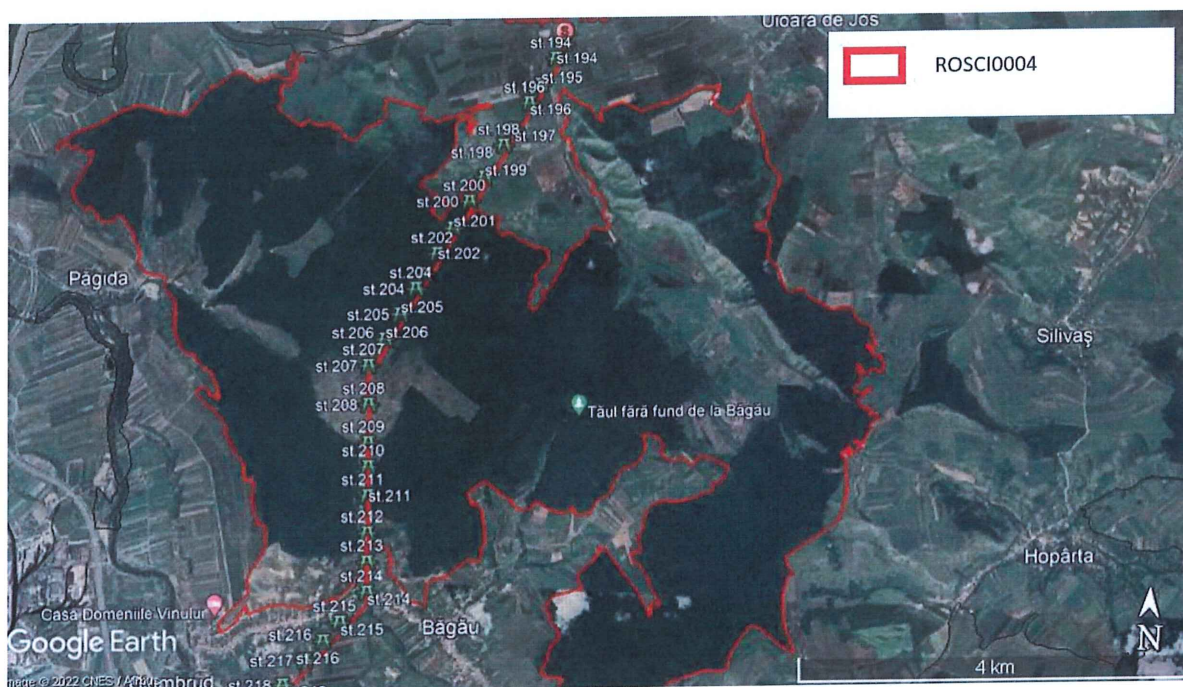 Uioara de Jos
ROSCI0004
st.194
st.194
st.195
st.196
st.196
st.198
st.197
st.198
st.199
st.200
st.200
st.201
st.202
st.202
st.204
st.204
st.205
st.205
st.206
st.206
st.207
st.207
st.208
st.208
st.209
st.210
st.211
st.211
st.212
st.213
st.214
st.214
st.215
st.215
st.216
st.216
st.217
st.218
Păgida
Silivaș
Tăul fără fund de la Băgău
Hopârta
Casa Domeniile Vinului
Băgău
Google Earth
N
4 km
© 2022 CNES / Airbus